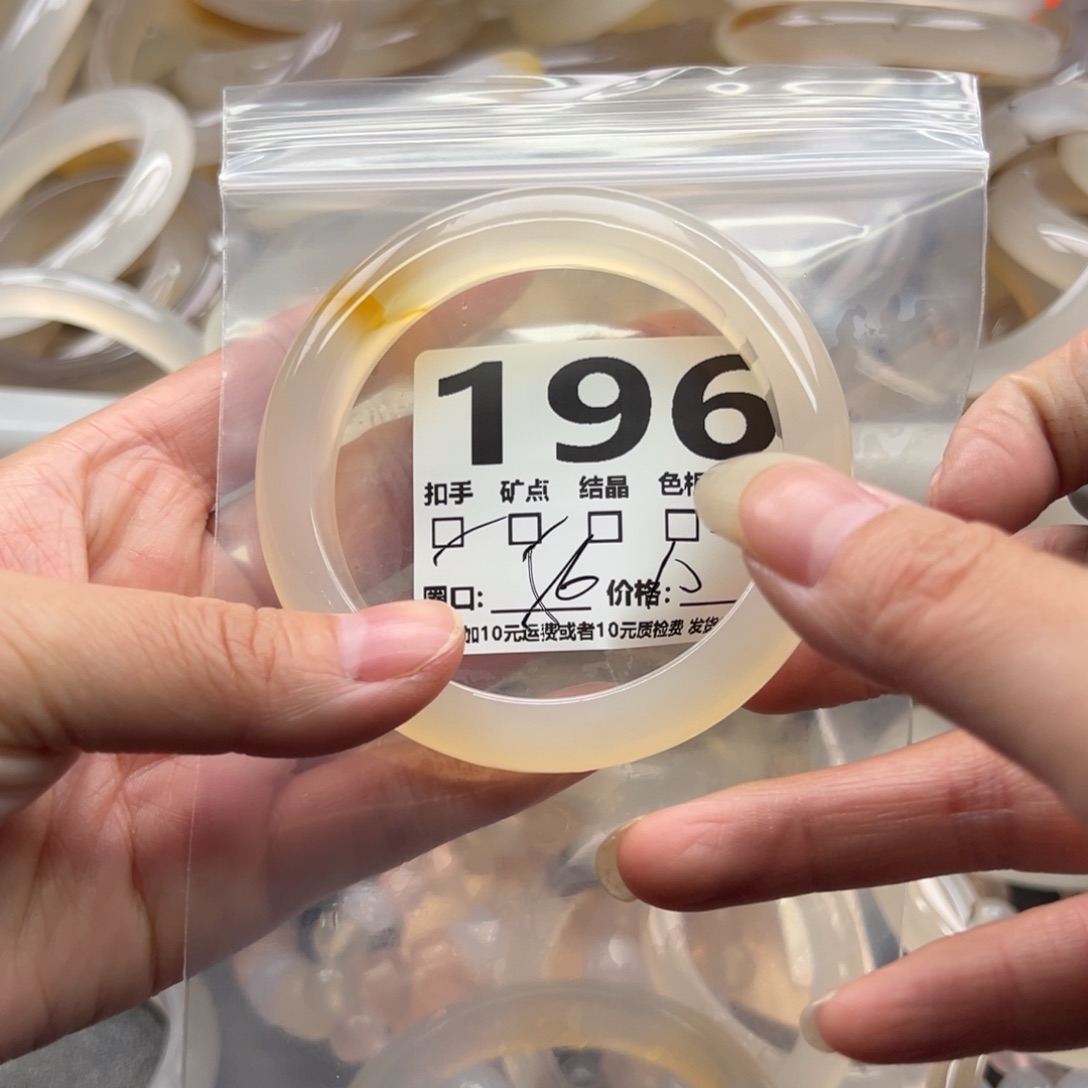 196
扣手 矿点 结晶 色根
圈口: 价格:
加10元运费或者10元质检费 发货